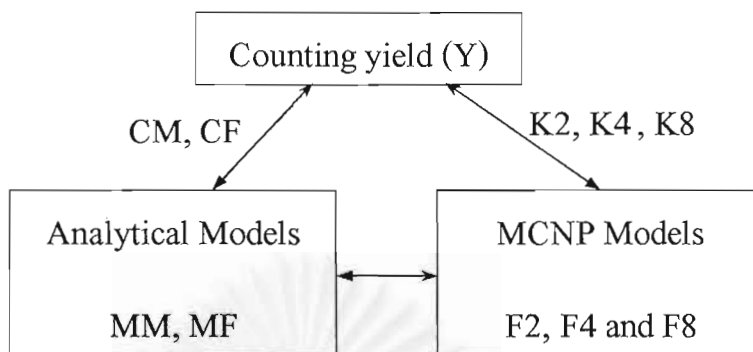 Counting yield (Y)
CM, CF
K2, K4 , K8
Analytical Models
MCNP Models
MM, MF
F2, F4 and F8